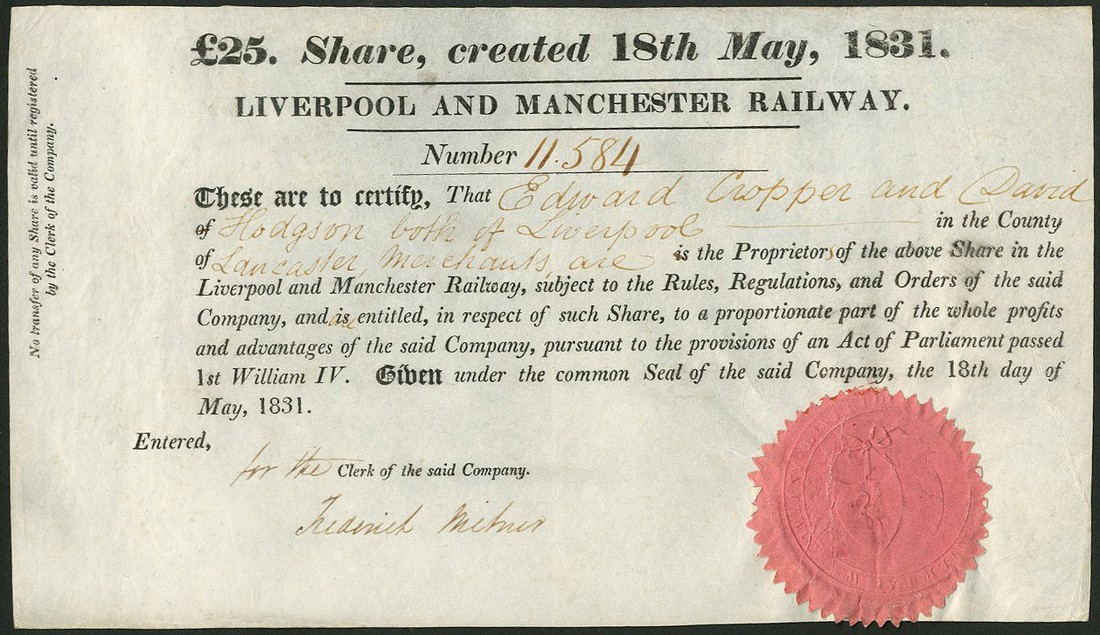 £25. Share, created 18th May, 1831.
LIVERPOOL AND MANCHESTER RAILWAY.
Number 11.584
These are to certify, That Edward Cropper and David
of Hodgson both of Liverpool in the County
of Lancaster, Merchants, are is the Proprietors of the above Share in the
Liverpool and Manchester Railway, subject to the Rules, Regulations, and Orders of the said
Company, and is are entitled, in respect of such Share, to a proportionate part of the whole profits
and advantages of the said Company, pursuant to the provisions of an Act of Parliament passed
1st William IV. Given under the common Seal of the said Company, the 18th day of
May, 1831.
Entered,
for the Clerk of the said Company.
Frederick
No transfer of any Share is valid until registered
by the Clerk of the Company.